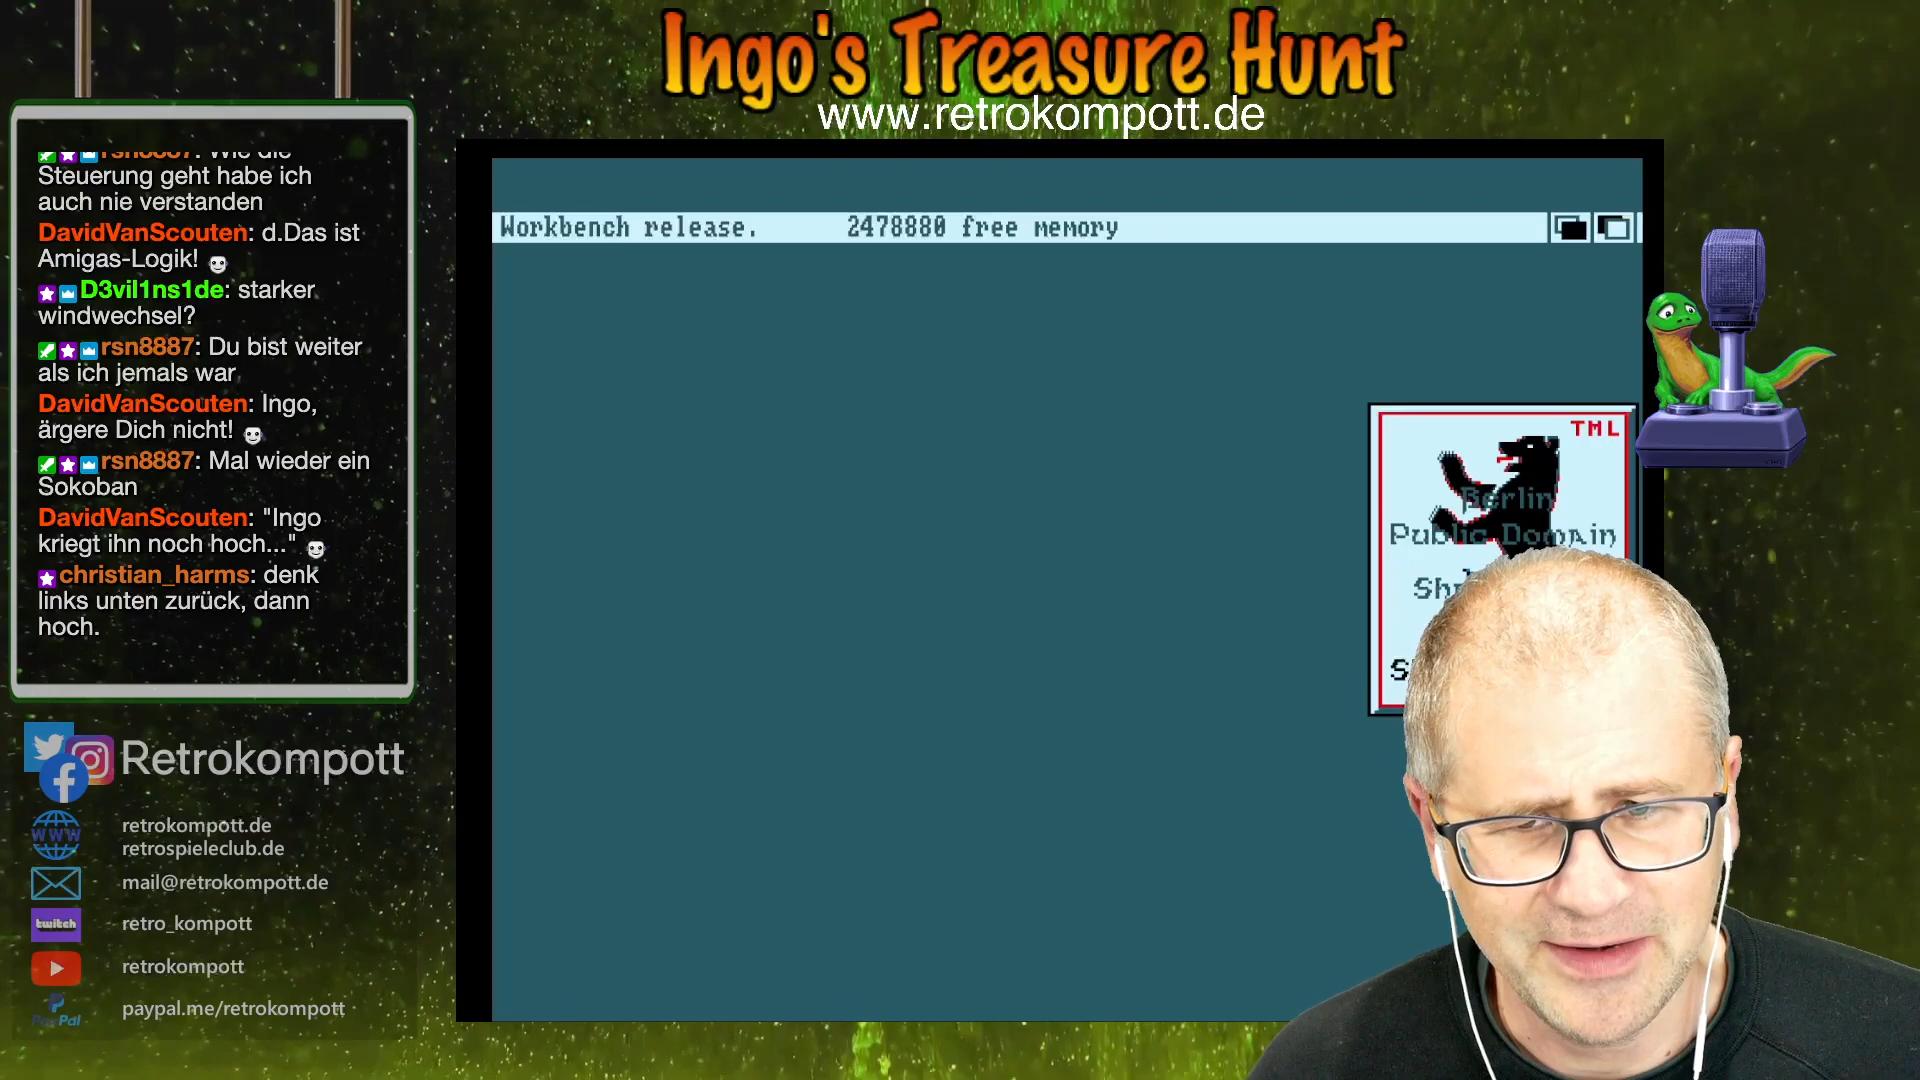 Ingo's Treasure Hunt
www.retrokompott.de
rsn8887: Wie die
Steuerung geht habe ich
auch nie verstanden
DavidVanScouten: d.Das ist
Amigas-Logik!
D3vil1ns1de: starker
windwechsel?
rsn8887: Du bist weiter
als ich jemals war
DavidVanScouten: Ingo,
ärgere Dich nicht!
rsn8887: Mal wieder ein
Sokoban
DavidVanScouten: "Ingo
kriegt ihn noch hoch..."
christian_harms: denk
links unten zurück, dann
hoch.
Workbench release. 2478880 free memory
TML
Berlin
Public Domain
Retrokompott
www
retrokompott.de
retrospieleclub.de
mail@retrokompott.de
twitch
retro_kompott
retrokompott
PayPal
paypal.me/retrokompott